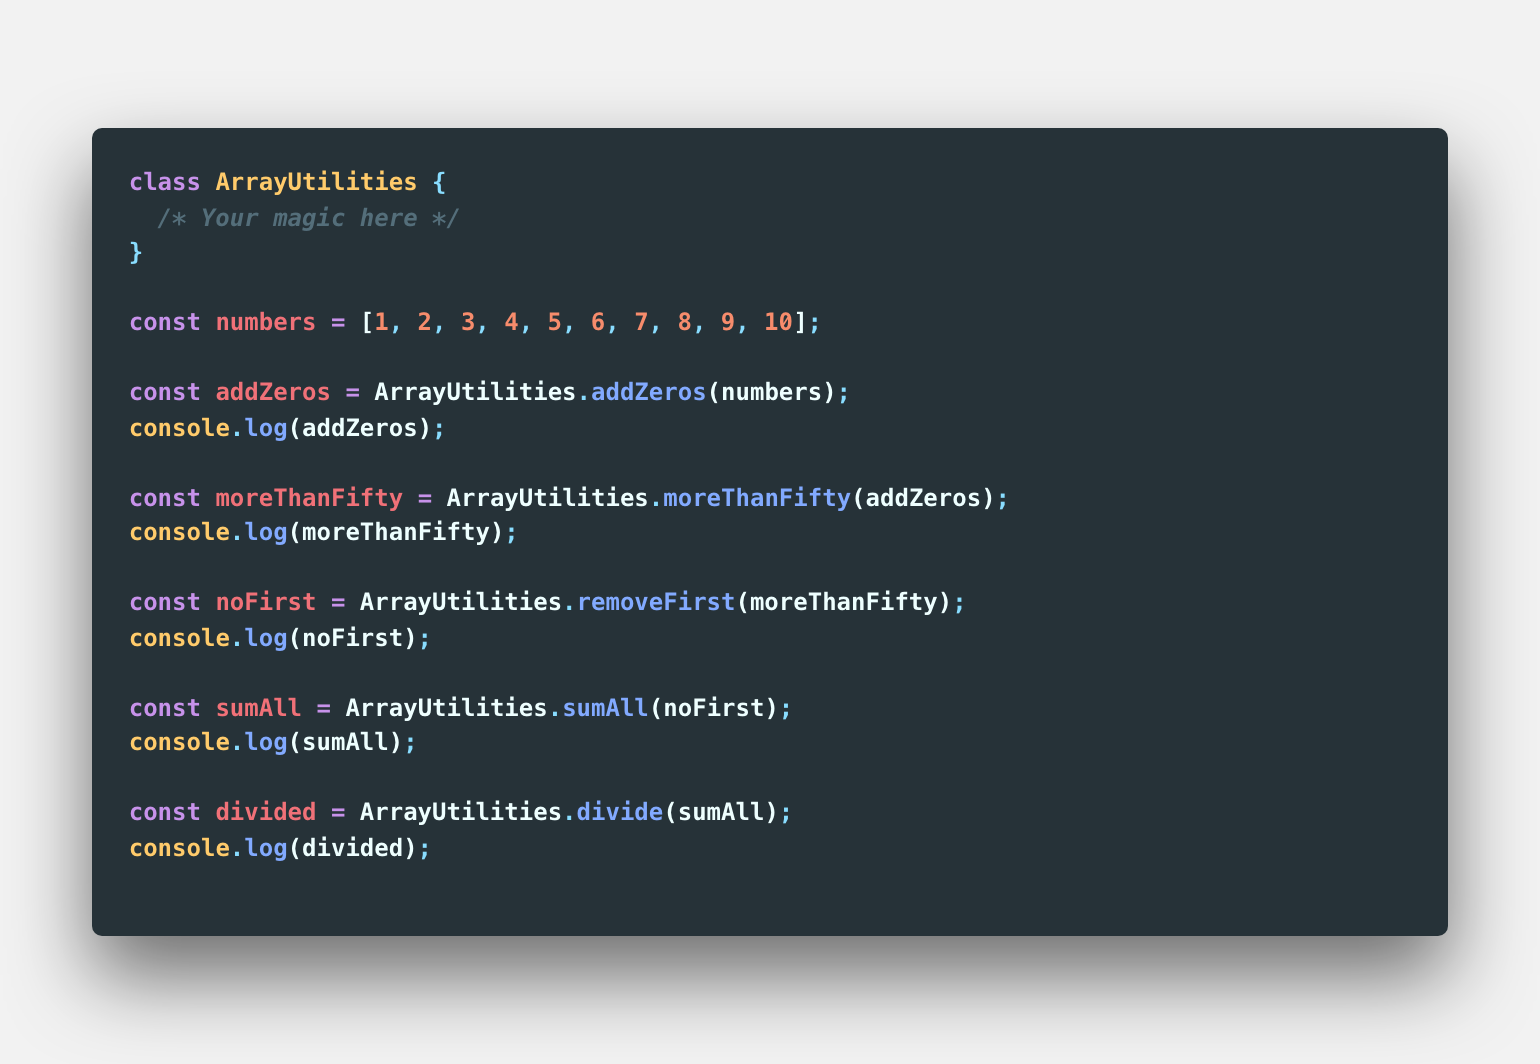 class ArrayUtilities {
  /* Your magic here */
}
const numbers = [1, 2, 3, 4, 5, 6, 7, 8, 9, 10];
const addZeros = ArrayUtilities.addZeros(numbers);
console.log(addZeros);
const moreThanFifty = ArrayUtilities.moreThanFifty(addZeros);
console.log(moreThanFifty);
const noFirst = ArrayUtilities.removeFirst(moreThanFifty);
console.log(noFirst);
const sumAll = ArrayUtilities.sumAll(noFirst);
console.log(sumAll);
const divided = ArrayUtilities.divide(sumAll);
console.log(divided);